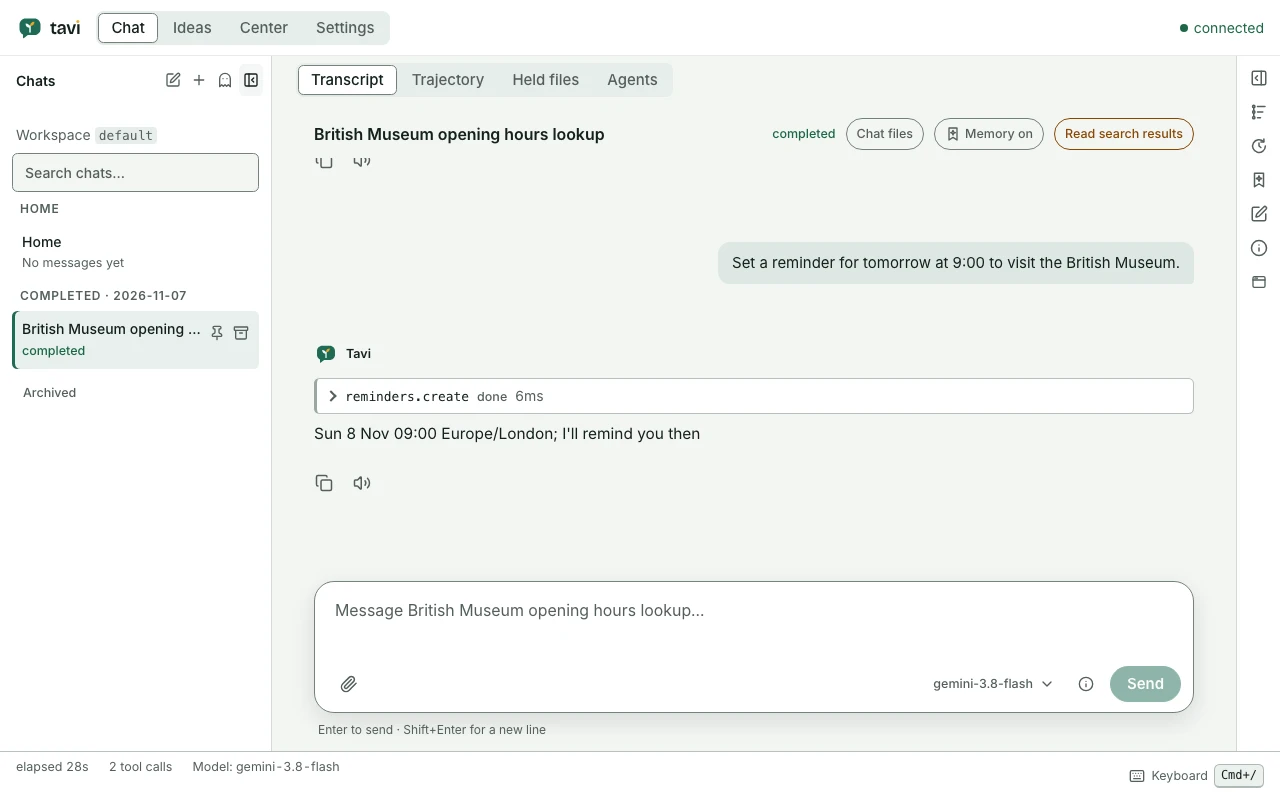 tavi
Chat
Ideas
Center
Settings
connected
Chats
Workspace default
Search chats...
HOME
Home
No messages yet
COMPLETED · 2026-11-07
British Museum opening ...
completed
Archived
Transcript
Trajectory
Held files
Agents
British Museum opening hours lookup
completed
Chat files
Memory on
Read search results
Set a reminder for tomorrow at 9:00 to visit the British Museum.
Tavi
reminders.create done 6ms
Sun 8 Nov 09:00 Europe/London; I'll remind you then
Message British Museum opening hours lookup...
gemini-3.8-flash
Send
Enter to send · Shift+Enter for a new line
elapsed 28s
2 tool calls
Model: gemini-3.8-flash
Keyboard
Cmd+/